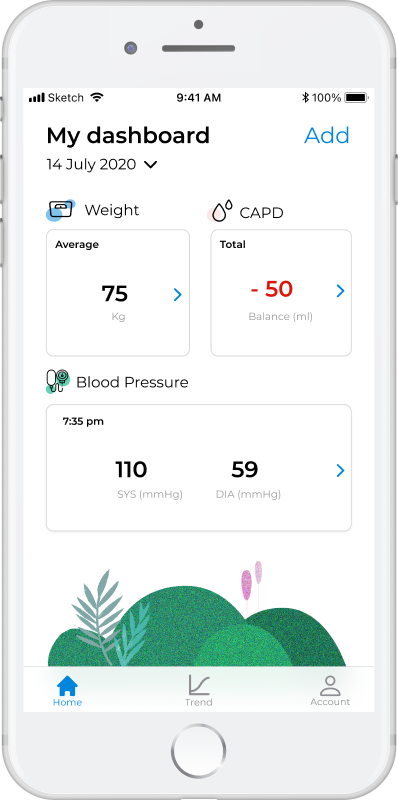 Sketch 9:41 AM 100%
My dashboard Add
14 July 2020
Weight CAPD
Average Total
75 - 50
Kg Balance (ml)
Blood Pressure
7:35 pm
110 59
SYS (mmHg) DIA (mmHg)
Home Trend Account